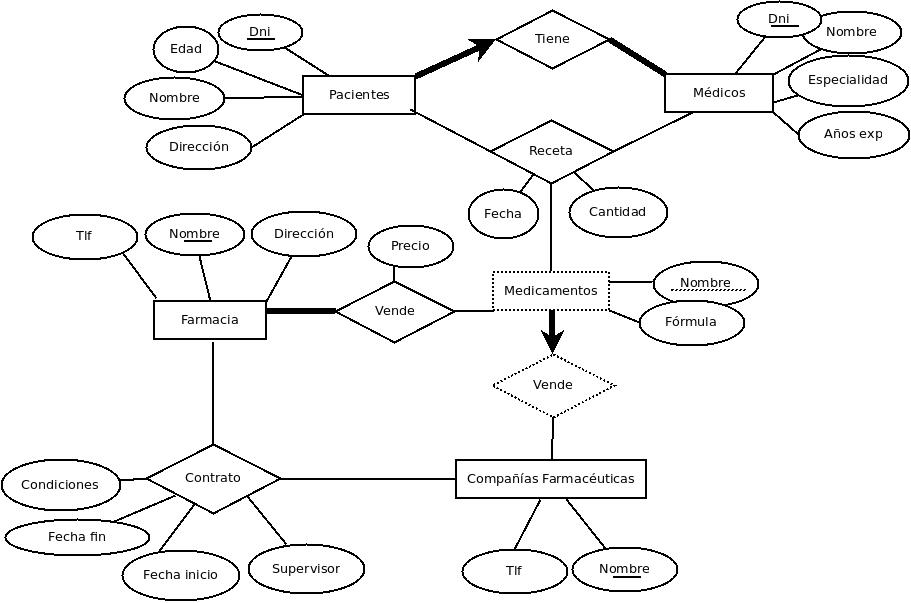 Dni
Tiene
Dni
Nombre
Edad
Pacientes
Médicos
Especialidad
Nombre
Años exp
Dirección
Receta
Fecha
Cantidad
Tlf
Nombre
Dirección
Precio
Medicamentos
Nombre
Farmacia
Vende
Fórmula
Vende
Condiciones
Contrato
Compañías Farmacéuticas
Fecha fin
Fecha inicio
Supervisor
Tlf
Nombre